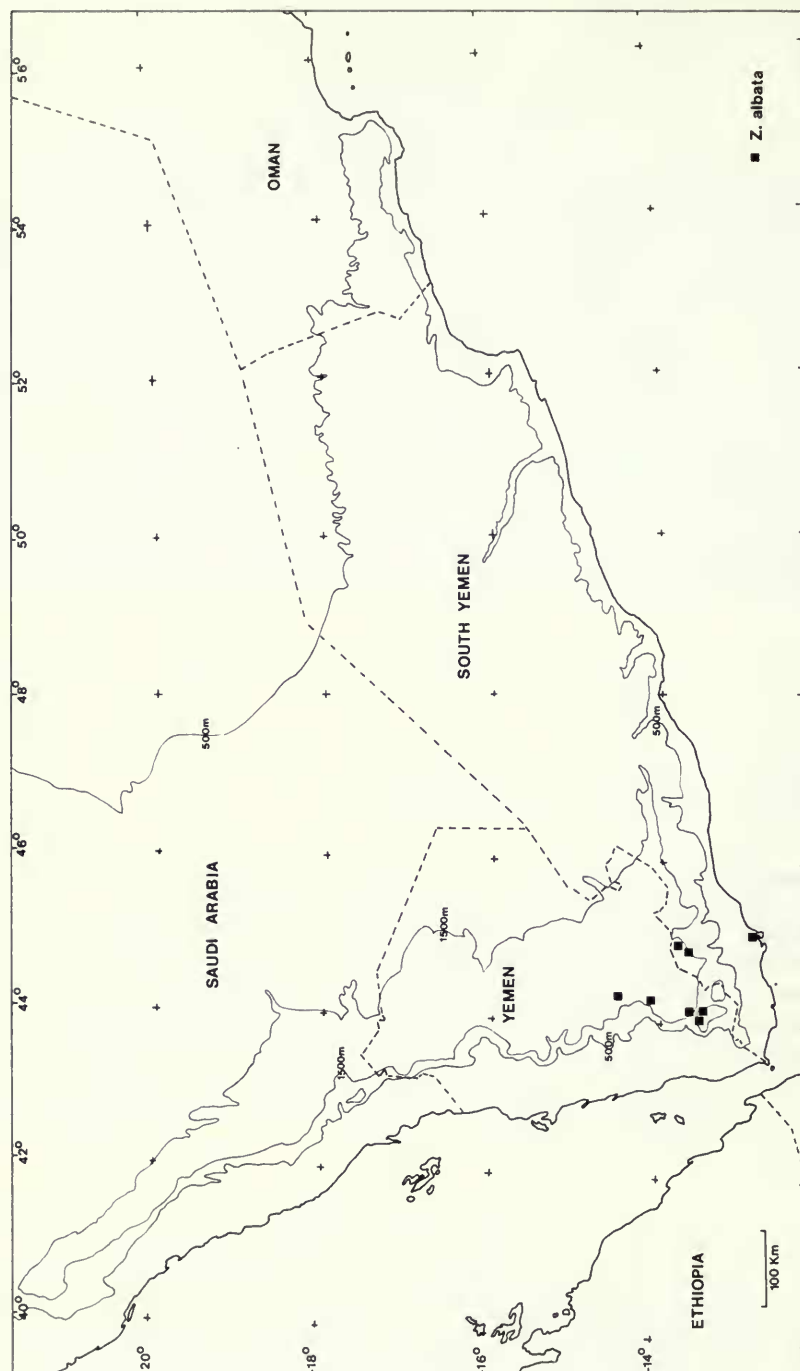 40°
42°
44°
46°
48°
50°
52°
54°
56°
20°
18°
16°
14°
SAUDI ARABIA
OMAN
YEMEN
SOUTH YEMEN
ETHIOPIA
1500m
1500m
500m
500m
500m
100 Km
Z. albata